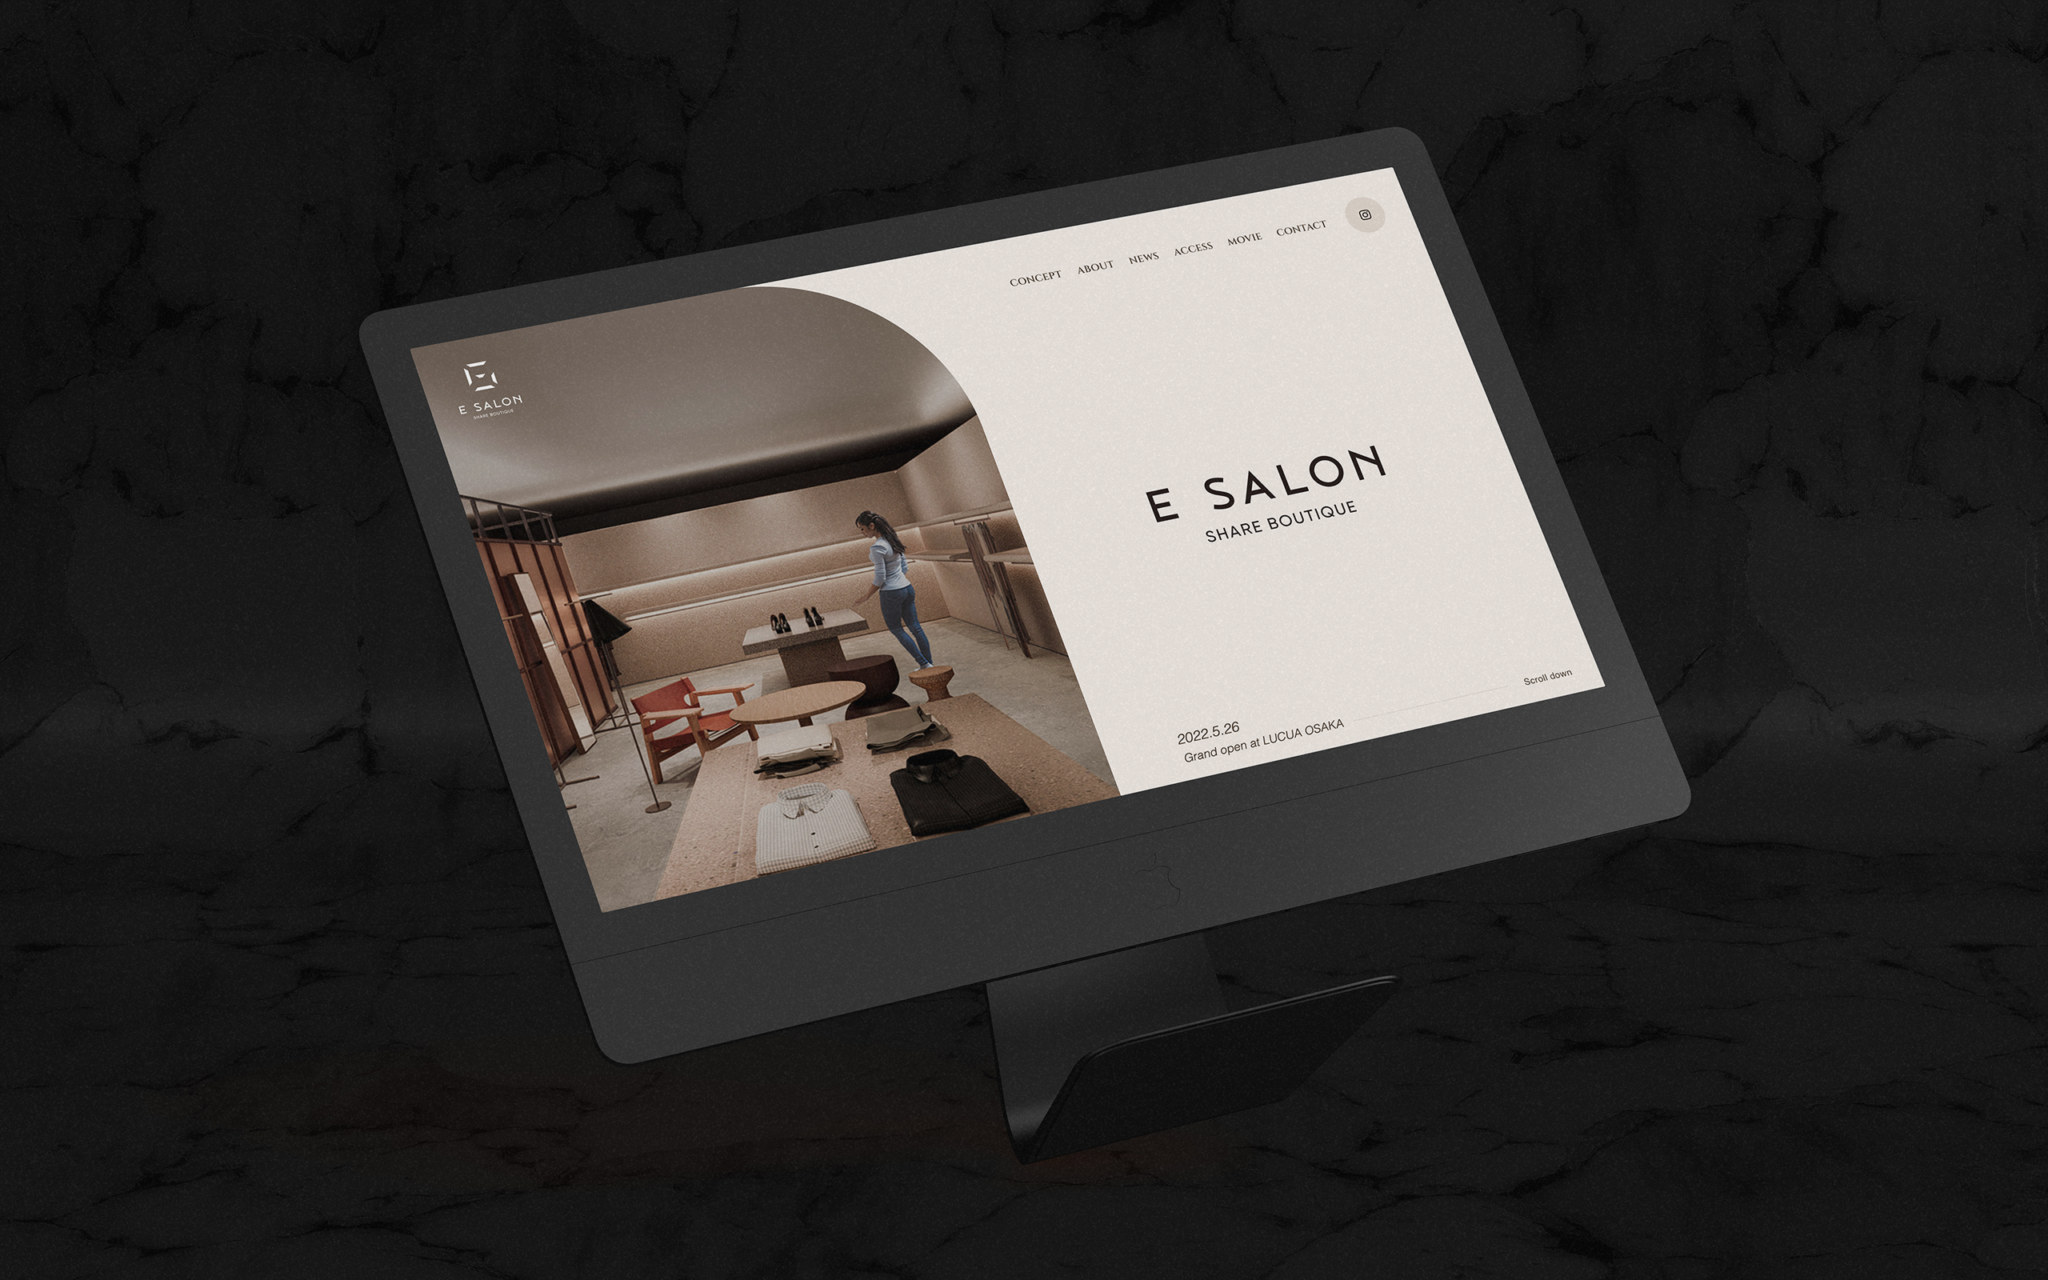 E SALON
SHARE BOUTIQUE
CONCEPT ABOUT NEWS ACCESS MOVIE CONTACT
E SALON
SHARE BOUTIQUE
2022.5.26
Grand open at LUCUA OSAKA
Scroll down